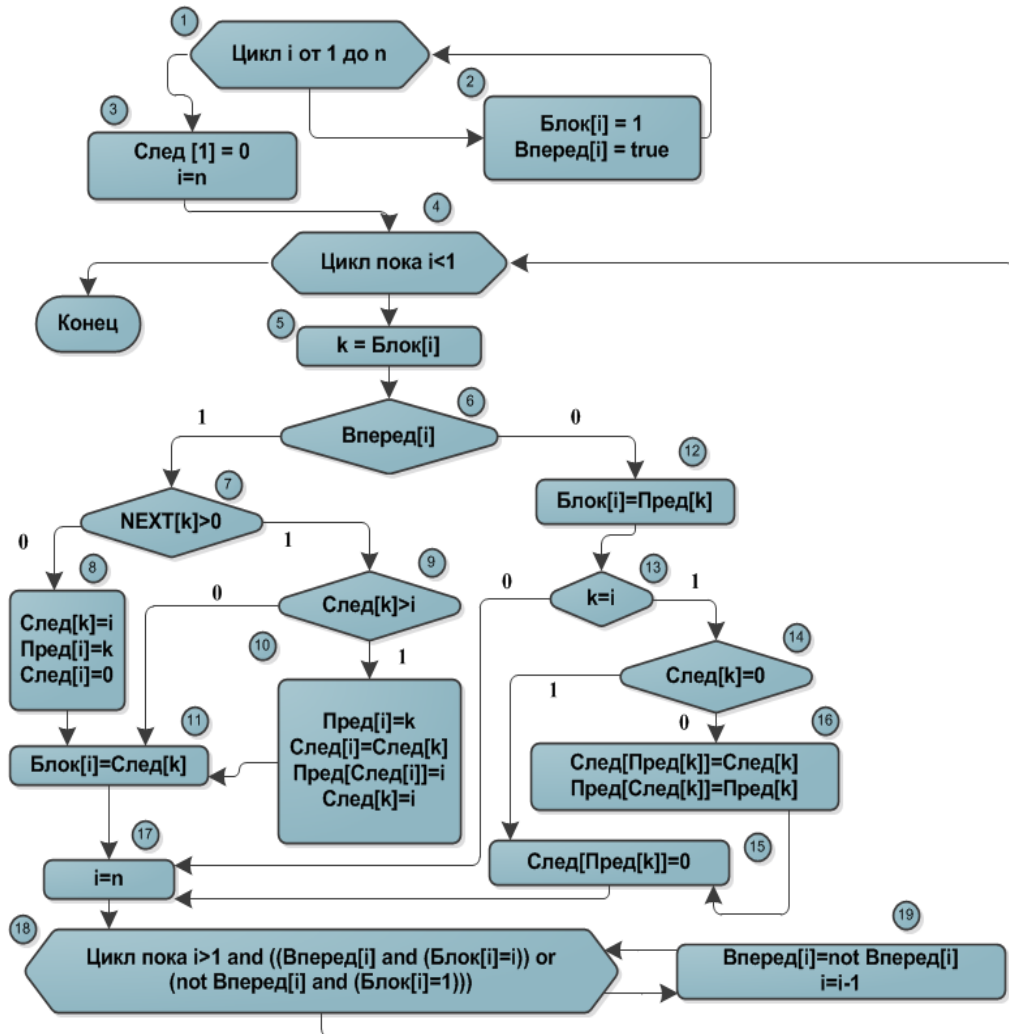 1
Цикл i от 1 до n
2
Блок[i] = 1
Вперед[i] = true
3
След [1] = 0
i=n
4
Цикл пока i<1
Конец
5
k = Блок[i]
6
Вперед[i]
1
0
7
NEXT[k]>0
0
1
12
Блок[i]=Пред[k]
8
След[k]=i
Пред[i]=k
След[i]=0
9
След[k]>i
0
1
13
k=i
0
1
10
Пред[i]=k
След[i]=След[k]
Пред[След[i]]=i
След[k]=i
14
След[k]=0
1
0
11
Блок[i]=След[k]
16
След[Пред[k]]=След[k]
Пред[След[k]]=Пред[k]
17
i=n
15
След[Пред[k]]=0
18
Цикл пока i>1 and ((Вперед[i] and (Блок[i]=i)) or
(not Вперед[i] and (Блок[i]=1)))
19
Вперед[i]=not Вперед[i]
i=i-1